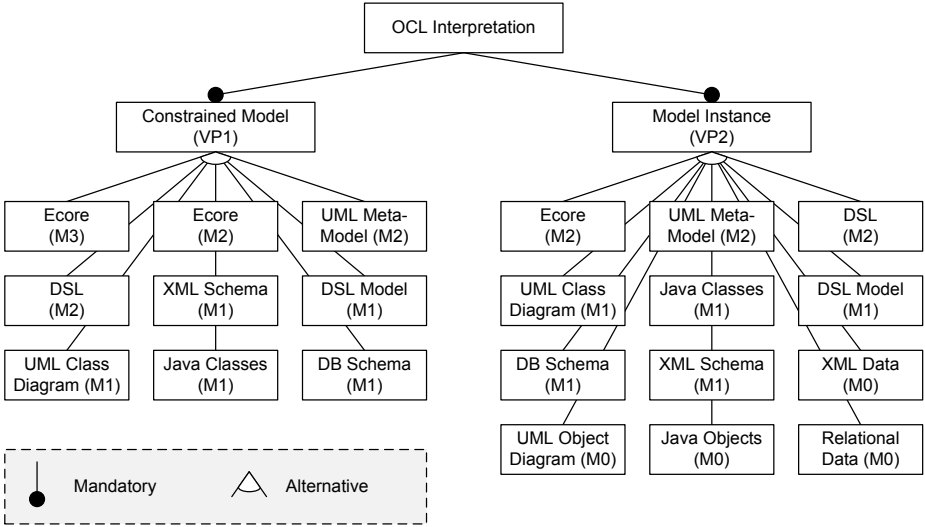 OCL Interpretation
Constrained Model
(VP1)
Model Instance
(VP2)
Ecore
(M3)
Ecore
(M2)
UML Meta-
Model (M2)
DSL
(M2)
XML Schema
(M1)
DSL Model
(M1)
UML Class
Diagram (M1)
Java Classes
(M1)
DB Schema
(M1)
Ecore
(M2)
UML Meta-
Model (M2)
DSL
(M2)
UML Class
Diagram (M1)
Java Classes
(M1)
DSL Model
(M1)
DB Schema
(M1)
XML Schema
(M1)
XML Data
(M0)
UML Object
Diagram (M0)
Java Objects
(M0)
Relational
Data (M0)
Mandatory
Alternative